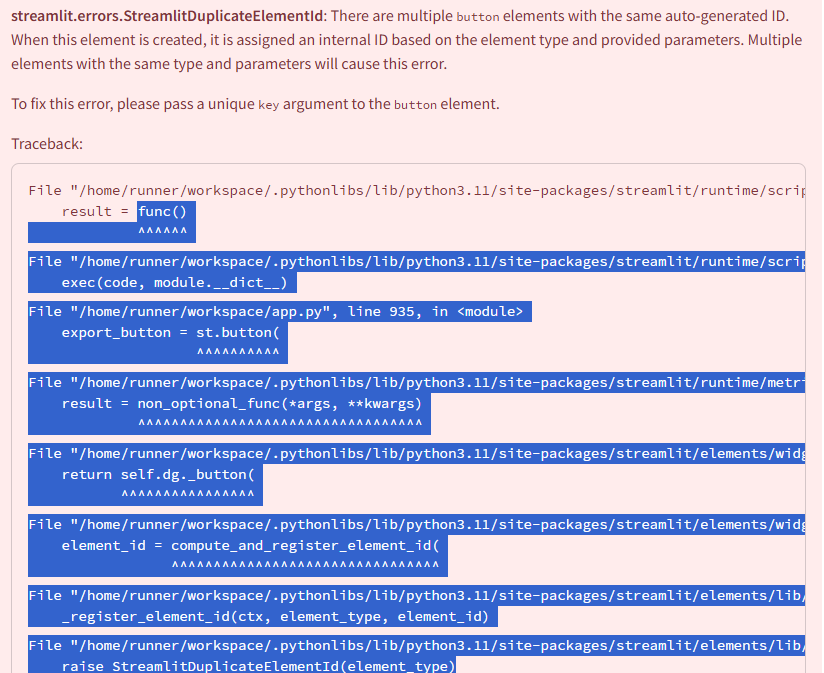 streamlit.errors.StreamlitDuplicateElementId: There are multiple button elements with the same auto-generated ID.
When this element is created, it is assigned an internal ID based on the element type and provided parameters. Multiple
elements with the same type and parameters will cause this error.
To fix this error, please pass a unique key argument to the button element.
Traceback:
File "/home/runner/workspace/.pythonlibs/lib/python3.11/site-packages/streamlit/runtime/scrip
result = func()
^^^^^^
File "/home/runner/workspace/.pythonlibs/lib/python3.11/site-packages/streamlit/runtime/scrip
exec(code, module.__dict__)
File "/home/runner/workspace/app.py", line 935, in <module>
export_button = st.button(
^^^^^^^^^^
File "/home/runner/workspace/.pythonlibs/lib/python3.11/site-packages/streamlit/runtime/metri
result = non_optional_func(*args, **kwargs)
^^^^^^^^^^^^^^^^^^^^^^^^^^^^^^^^^^
File "/home/runner/workspace/.pythonlibs/lib/python3.11/site-packages/streamlit/elements/widg
return self.dg._button(
^^^^^^^^^^^^^^^^
File "/home/runner/workspace/.pythonlibs/lib/python3.11/site-packages/streamlit/elements/widg
element_id = compute_and_register_element_id(
^^^^^^^^^^^^^^^^^^^^^^^^^^^^^^^^
File "/home/runner/workspace/.pythonlibs/lib/python3.11/site-packages/streamlit/elements/lib/
_register_element_id(ctx, element_type, element_id)
File "/home/runner/workspace/.pythonlibs/lib/python3.11/site-packages/streamlit/elements/lib/
raise StreamlitDuplicateElementId(element_type)